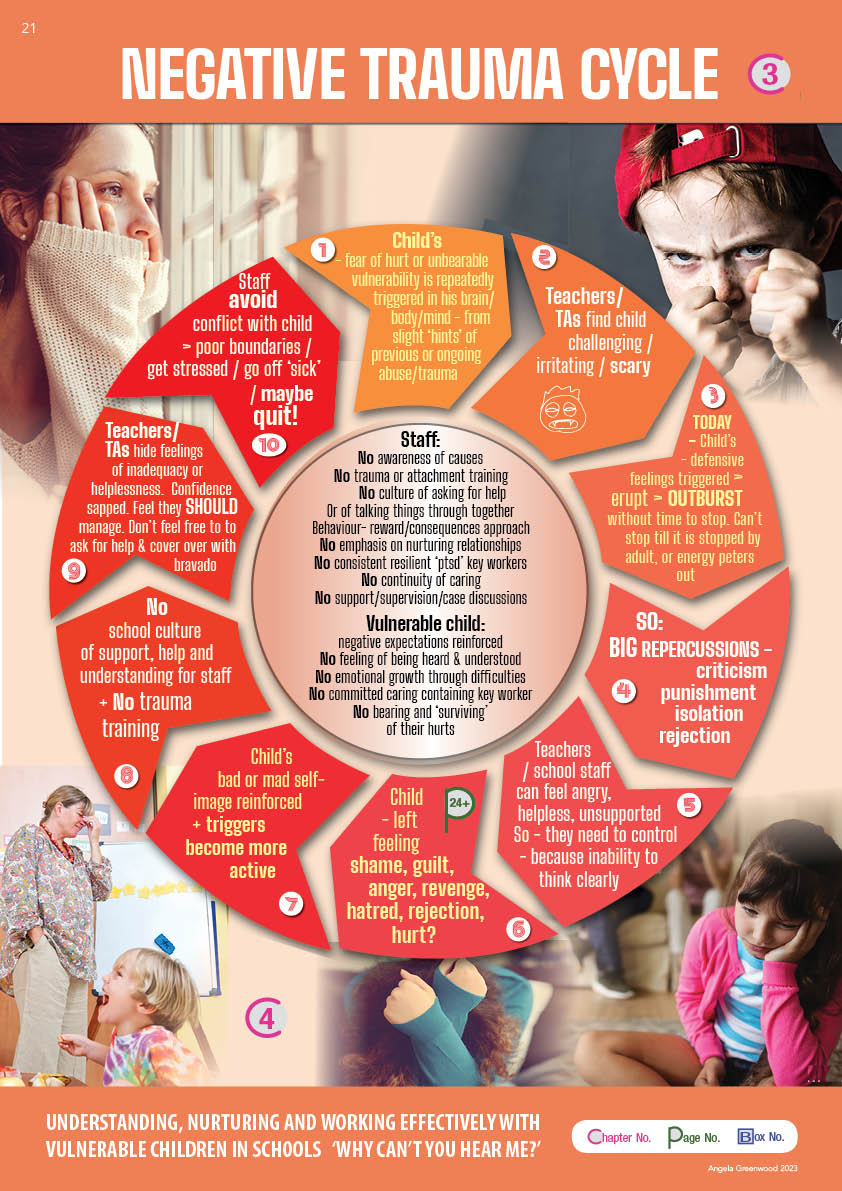 21
NEGATIVE TRAUMA CYCLE
3
1
Child's
- fear of hurt or unbearable
vulnerability is repeatedly
triggered in his brain/
body/mind - from
slight 'hints' of
previous or ongoing
abuse/trauma
2
Teachers/
TAs find child
challenging /
irritating / scary
3
TODAY
- Child's
- defensive
feelings triggered >
erupt > OUTBURST
without time to stop. Can't
stop till it is stopped by
adult, or energy peters
out
SO:
BIG REPERCUSSIONS –
4
criticism
punishment
isolation
rejection
Teachers
/ school staff
can feel angry,
5
helpless, unsupported
So - they need to control
- because inability to
think clearly
Child
24+
- left
feeling
shame, guilt,
anger, revenge,
hatred, rejection,
hurt?
6
Child's
bad or mad self-
image reinforced
+ triggers
become more
active
7
No
school culture
of support, help and
understanding for staff
+ No trauma
training
8
Teachers/
TAs hide feelings
of inadequacy or
helplessness. Confidence
sapped. Feel they SHOULD
manage. Don't feel free to to
ask for help & cover over with
bravado
9
Staff
avoid
conflict with child
> poor boundaries /
get stressed / go off 'sick'
/ maybe
quit!
10
Staff:
No awareness of causes
No trauma or attachment training
No culture of asking for help
Or of talking things through together
Behaviour- reward/consequences approach
No emphasis on nurturing relationships
No consistent resilient 'ptsd' key workers
No continuity of caring
No support/supervision/case discussions
Vulnerable child:
negative expectations reinforced
No feeling of being heard & understood
No emotional growth through difficulties
No committed caring containing key worker
No bearing and 'surviving'
of their hurts
4
...
UNDERSTANDING, NURTURING AND WORKING EFFECTIVELY WITH
VULNERABLE CHILDREN IN SCHOOLS 'WHY CAN'T YOU HEAR ME?'
Chapter No. Page No. Box No.
Angela Greenwood 2023